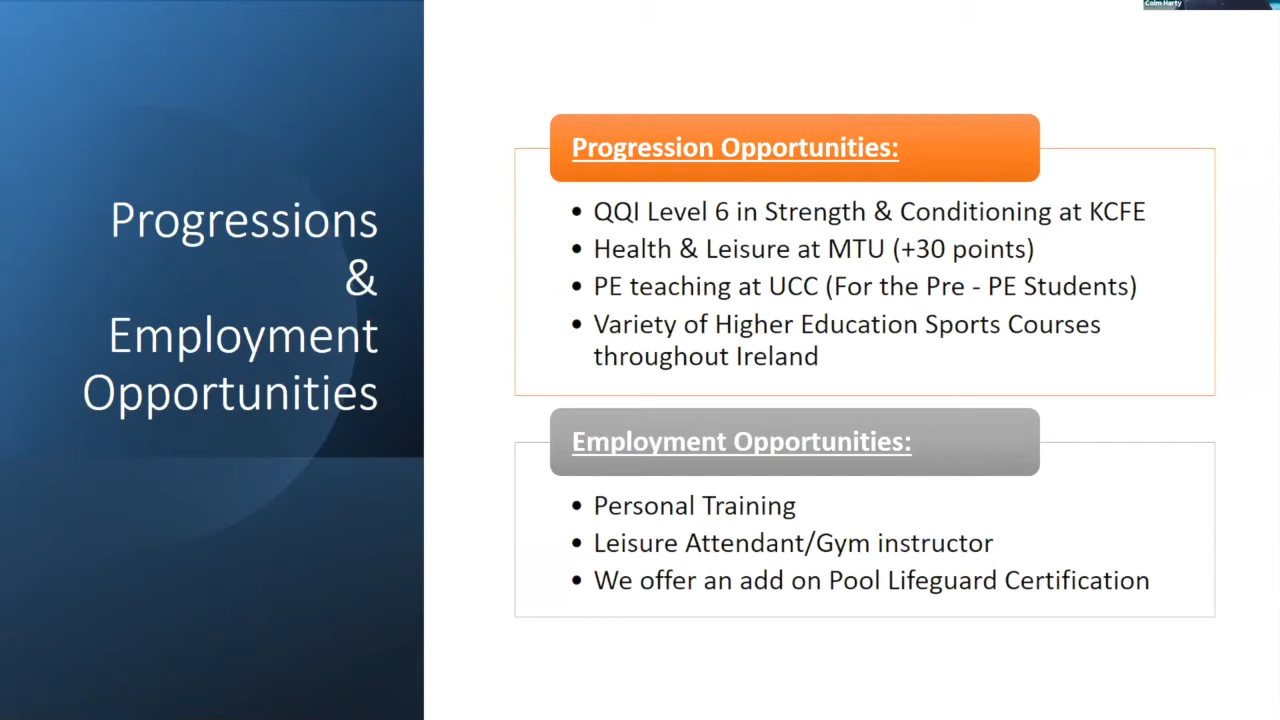 Colm Harty
Progressions
&
Employment
Opportunities
Progression Opportunities:
• QQI Level 6 in Strength & Conditioning at KCFE
• Health & Leisure at MTU (+30 points)
• PE teaching at UCC (For the Pre - PE Students)
• Variety of Higher Education Sports Courses
throughout Ireland
Employment Opportunities:
• Personal Training
• Leisure Attendant/Gym instructor
• We offer an add on Pool Lifeguard Certification